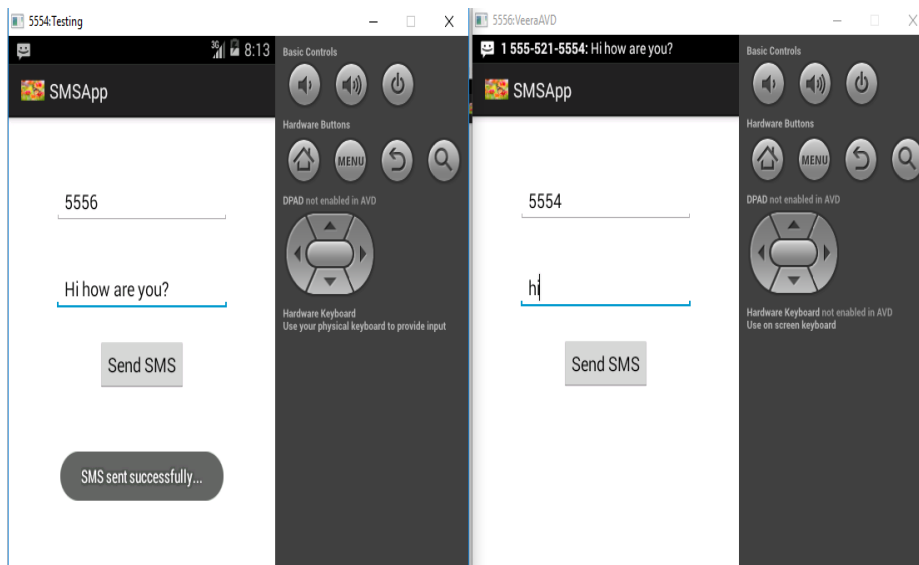 5554:Testing
3G 8:13
SMSApp
5556
Hi how are you?
Send SMS
SMS sent successfully...
Basic Controls
Hardware Buttons
MENU
DPAD not enabled in AVD
Hardware Keyboard
Use your physical keyboard to provide input
5556:VeeraAVD
1 555-521-5554: Hi how are you?
SMSApp
5554
hi
Send SMS
Basic Controls
Hardware Buttons
MENU
DPAD not enabled in AVD
Hardware Keyboard not enabled in AVD
Use on screen keyboard